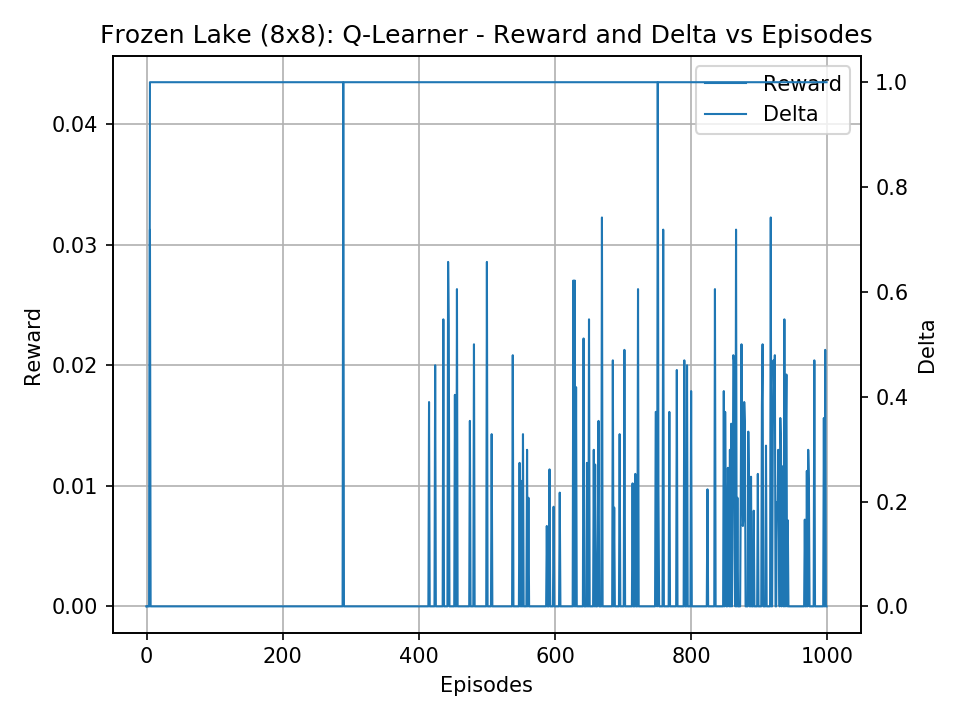 Frozen Lake (8x8): Q-Learner - Reward and Delta vs Episodes
Reward
Delta
0.04
0.03
0.02
0.01
0.00
Reward
1.0
0.8
0.6
0.4
0.2
0.0
Delta
0 200 400 600 800 1000
Episodes